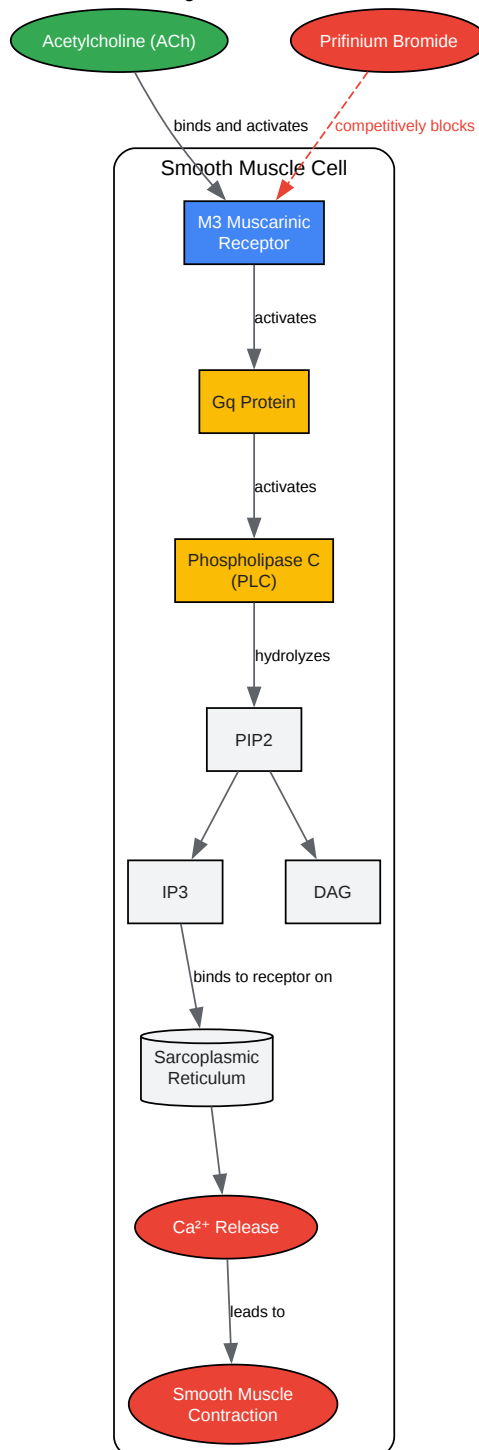 Acetylcholine (ACh)
Prifinium Bromide
binds and activates
competitively blocks
Smooth Muscle Cell
M3 Muscarinic
Receptor
activates
Gq Protein
activates
Phospholipase C
(PLC)
hydrolyzes
PIP2
IP3
DAG
binds to receptor on
Sarcoplasmic
Reticulum
Ca²⁺ Release
leads to
Smooth Muscle
Contraction